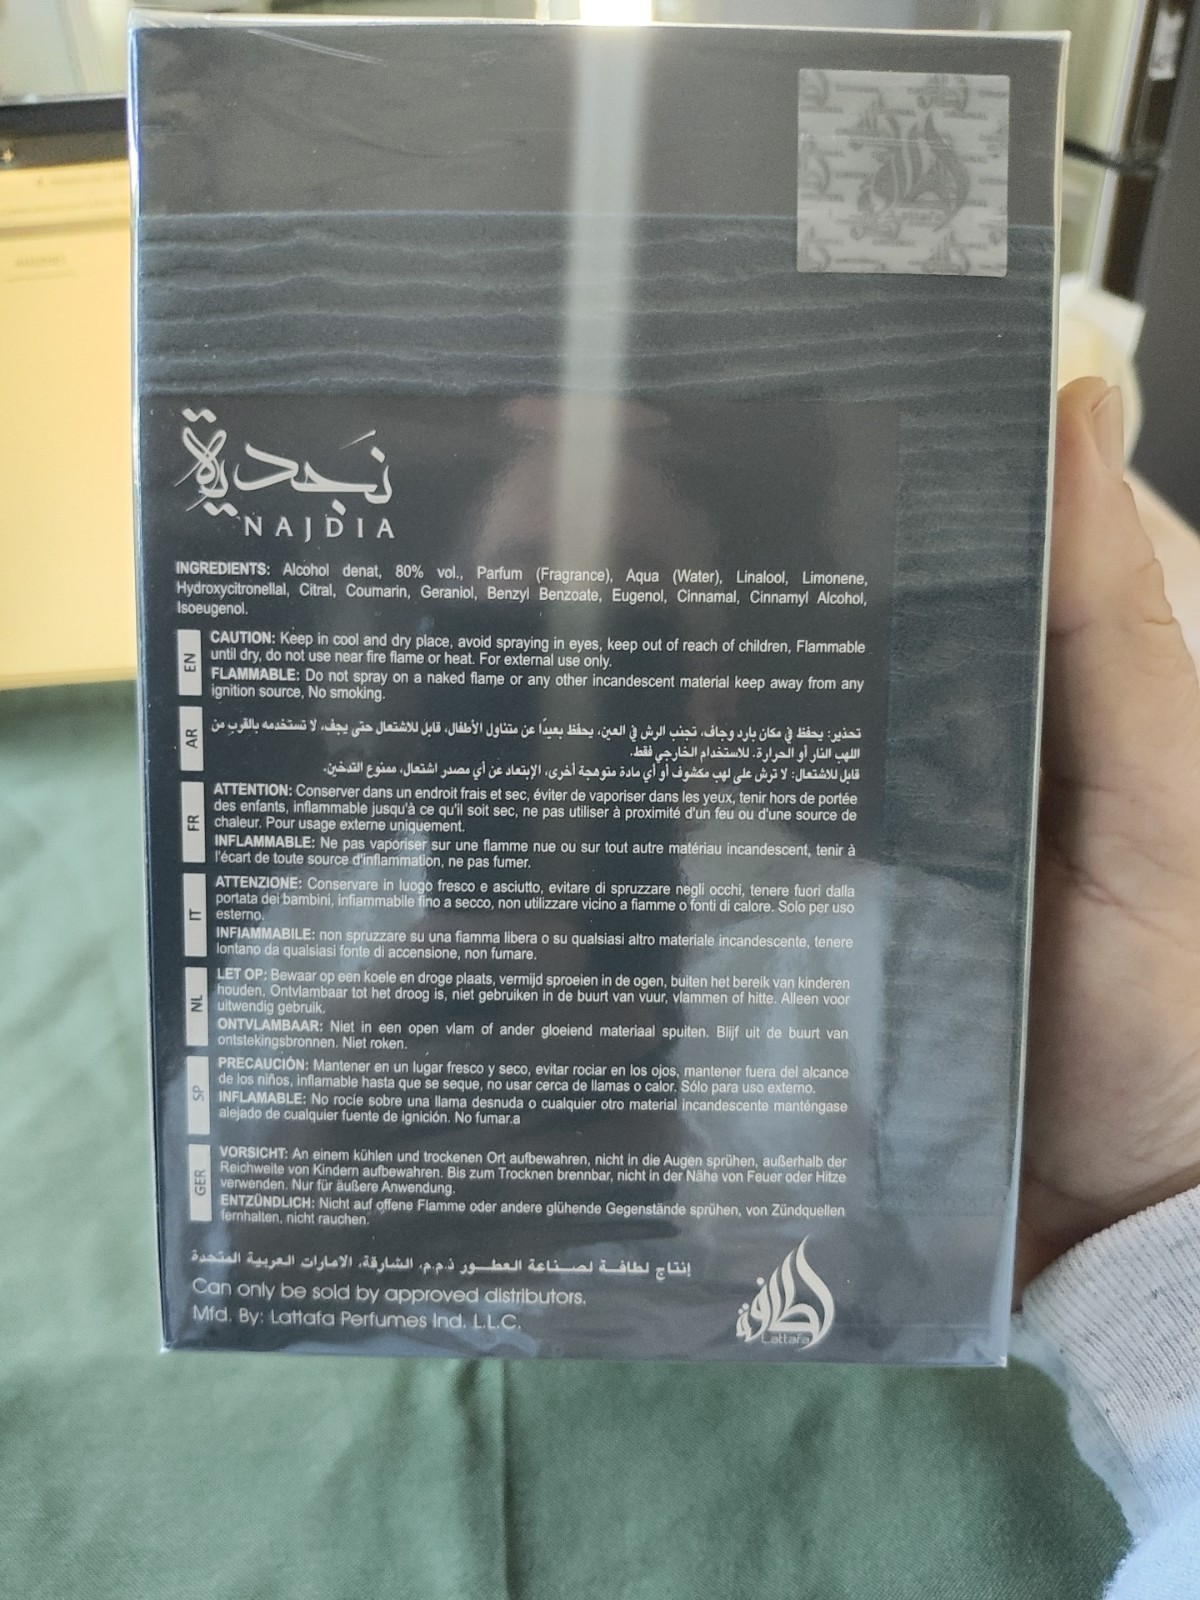 Lattafa
نجدية
NAJDIA
INGREDIENTS: Alcohol denat, 80% vol., Parfum (Fragrance), Aqua (Water), Linalool, Limonene,
Hydroxycitronellal, Citral, Coumarin, Geraniol, Benzyl Benzoate, Eugenol, Cinnamal, Cinnamyl Alcohol,
Isoeugenol.
EN
CAUTION: Keep in cool and dry place, avoid spraying in eyes, keep out of reach of children, Flammable
until dry, do not use near fire flame or heat. For external use only.
FLAMMABLE: Do not spray on a naked flame or any other incandescent material keep away from any
ignition source, No smoking.
AR
تحذير: يحفظ في مكان بارد وجاف، تجنب الرش في العين، يحفظ بعيدًا عن متناول الأطفال، قابل للاشتعال حتى يجف، لا تستخدمه بالقرب من
اللهب النار أو الحرارة. للاستخدام الخارجي فقط.
قابل للاشتعال: لا ترش على لهب مكشوف أو أي مادة متوهجة أخرى، الإبتعاد عن أي مصدر اشتعال، ممنوع التدخين.
FR
ATTENTION: Conserver dans un endroit frais et sec, éviter de vaporiser dans les yeux, tenir hors de portée
des enfants, inflammable jusqu'à ce qu'il soit sec, ne pas utiliser à proximité d'un feu ou d'une source de
chaleur. Pour usage externe uniquement.
INFLAMMABLE: Ne pas vaporiser sur une flamme nue ou sur tout autre matériau incandescent, tenir à
l'écart de toute source d'inflammation, ne pas fumer.
IT
ATTENZIONE: Conservare in luogo fresco e asciutto, evitare di spruzzare negli occhi, tenere fuori dalla
portata dei bambini, infiammabile fino a secco, non utilizzare vicino a fiamme o fonti di calore. Solo per uso
esterno.
INFIAMMABILE: non spruzzare su una fiamma libera o su qualsiasi altro materiale incandescente, tenere
lontano da qualsiasi fonte di accensione, non fumare.
NL
LET OP: Bewaar op een koele en droge plaats, vermijd sproeien in de ogen, buiten het bereik van kinderen
houden, Ontvlambaar tot het droog is, niet gebruiken in de buurt van vuur, vlammen of hitte. Alleen voor
uitwendig gebruik.
ONTVLAMBAAR: Niet in een open vlam of ander gloeiend materiaal spuiten. Blijf uit de buurt van
ontstekingsbronnen. Niet roken.
SP
PRECAUCIÓN: Mantener en un lugar fresco y seco, evitar rociar en los ojos, mantener fuera del alcance
de los niños, inflamable hasta que se seque, no usar cerca de llamas o calor. Sólo para uso externo.
INFLAMABLE: No rocíe sobre una llama desnuda o cualquier otro material incandescente manténgase
alejado de cualquier fuente de ignición. No fumar.a
GER
VORSICHT: An einem kühlen und trockenen Ort aufbewahren, nicht in die Augen sprühen, außerhalb der
Reichweite von Kindern aufbewahren. Bis zum Trocknen brennbar, nicht in der Nähe von Feuer oder Hitze
verwenden. Nur für äußere Anwendung.
ENTZÜNDLICH: Nicht auf offene Flamme oder andere glühende Gegenstände sprühen, von Zündquellen
fernhalten, nicht rauchen.
إنتاج لطافة لصناعة العطور ذ.م.م، الشارقة، الامارات العربية المتحدة
Can only be sold by approved distributors.
Mfd. By: Lattafa Perfumes Ind. L.L.C.
لطافة
Lattafa